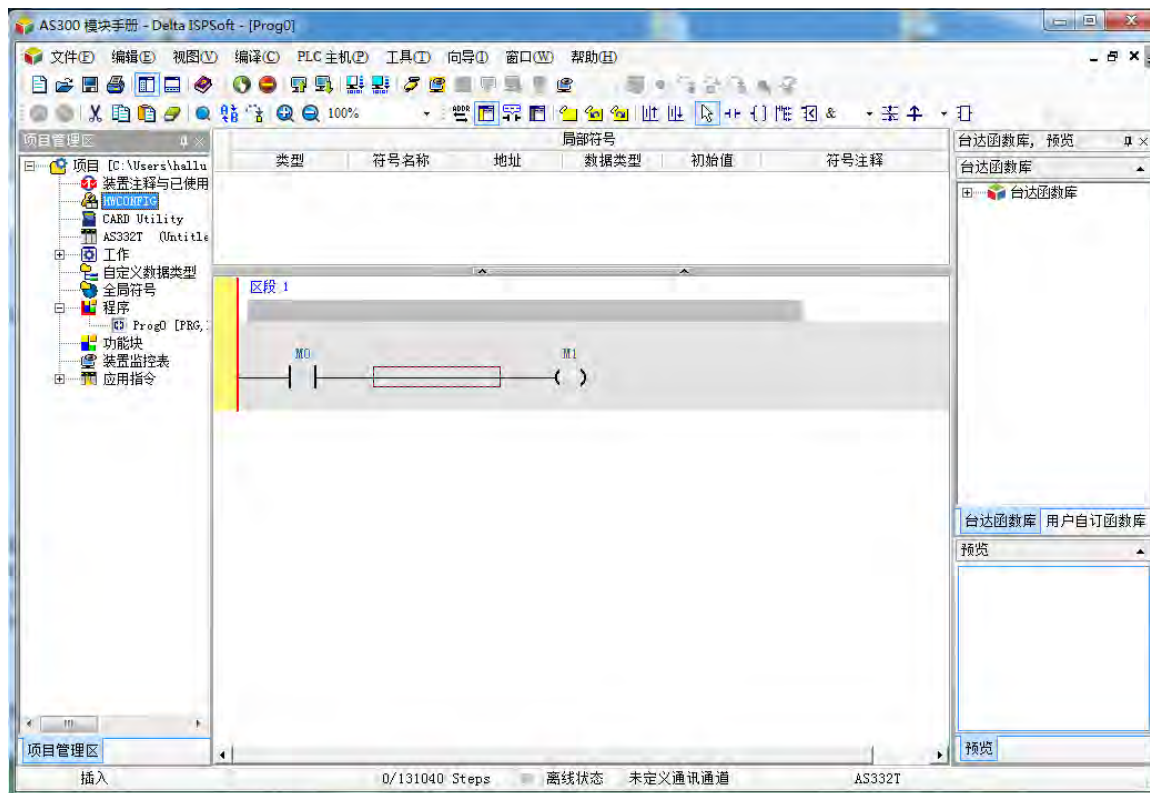 AS300 模块手册 - Delta ISPSoft - [Prog0]
文件(F) 编辑(E) 视图(V) 编译(C) PLC 主机(P) 工具(T) 向导(I) 窗口(W) 帮助(H)
100%
&
项目管理区
项目 [C:\Users\hallu
装置注释与已使用
HWCONFIG
CARD Utility
AS332T (Untitle
工作
自定义数据类型
全局符号
程序
Prog0 [PRG,
功能块
装置监控表
应用指令
项目管理区
局部符号
类型 符号名称 地址 数据类型 初始值 符号注释
区段 1
M0 M1
台达函数库, 预览
台达函数库
台达函数库
台达函数库 用户自订函数库
预览
预览
插入 0/131040 Steps 离线状态 未定义通讯通道 AS332T